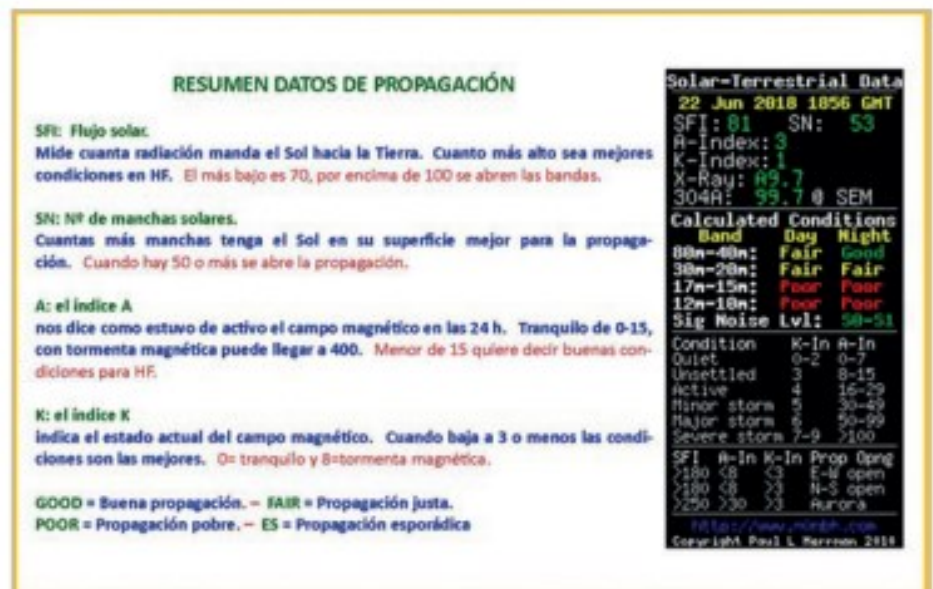 RESUMEN DATOS DE PROPAGACIÓN
SFI: Flujo solar.
Mide cuanta radiación manda el Sol hacia la Tierra. Cuanto más alto sea mejores
condiciones en HF. El más bajo es 70, por encima de 100 se abren las bandas.
SN: Nº de manchas solares.
Cuantas más manchas tenga el Sol en su superficie mejor para la propaga-
ción. Cuando hay 50 o más se abre la propagación.
A: el índice A
nos dice como estuvo de activo el campo magnético en las 24 h. Tranquilo de 0-15,
con tormenta magnética puede llegar a 400. Menor de 15 quiere decir buenas con-
diciones para HF.
K: el índice K
indica el estado actual del campo magnético. Cuando baja a 3 o menos las condi-
ciones son las mejores. 0= tranquilo y 8=tormenta magnética.
GOOD = Buena propagación. – FAIR = Propagación justa.
POOR = Propagación pobre. – ES = Propagación esporádica
Solar-Terrestrial Data
22 Jun 2018 1856 GMT
SFI: 81 SN: 53
A-Index: 3
K-Index: 1
X-Ray: A9.7
304A: 99.7 @ SEM
Calculated Conditions
Band Day Night
80m-40m: Fair Good
30m-20m: Fair Fair
17m-15m: Poor Poor
12m-10m: Poor Poor
Sig Noise Lvl: S0-S1
Condition K-In A-In
Quiet 0-2 0-7
Unsettled 3 8-15
Active 4 16-29
Minor storm 5 30-49
Major storm 6 50-99
Severe storm 7-9 >100
SFI A-In K-In Prop Opng
>180 <8 <3 E-W open
>180 <8 >3 N-S open
>250 >30 >3 Aurora
Copyright Paul L Herrman 2010